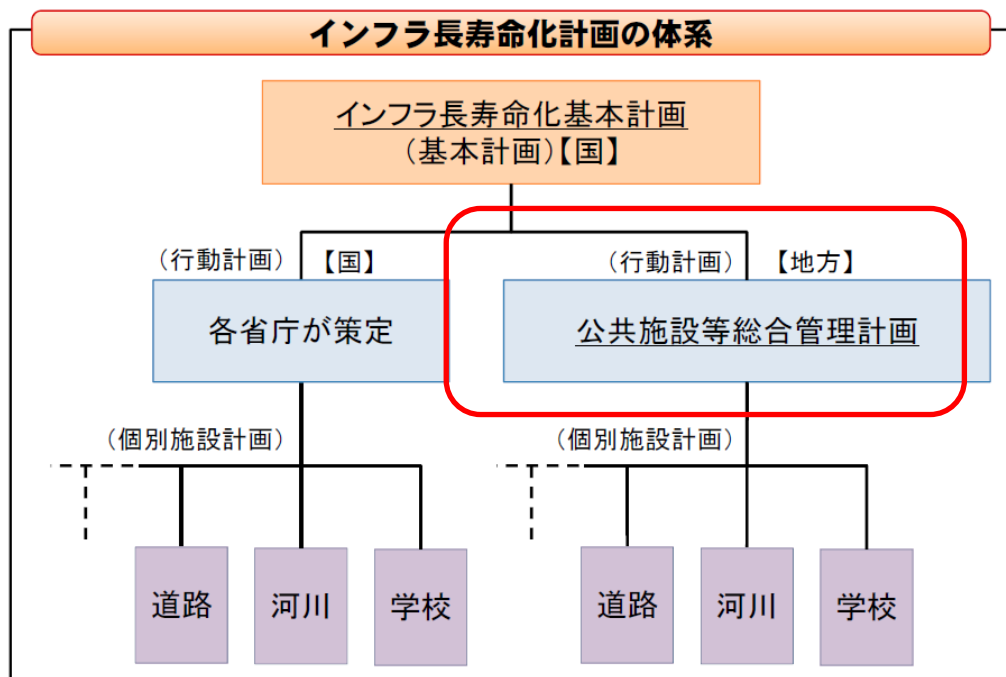 インフラ長寿命化計画の体系
インフラ長寿命化基本計画
(基本計画)【国】
(行動計画) 【国】
(行動計画) 【地方】
各省庁が策定
公共施設等総合管理計画
(個別施設計画)
(個別施設計画)
道路
河川
学校
道路
河川
学校